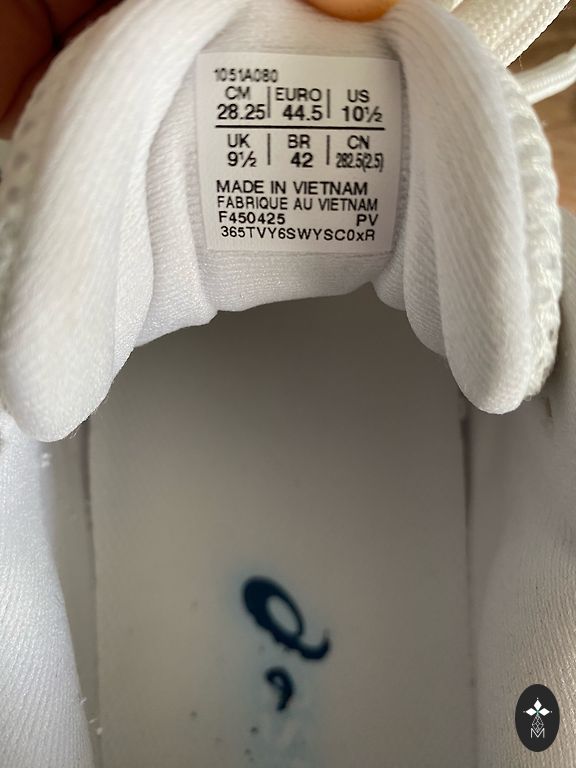 1051A080
CM EURO US
28.25 44.5 10½
UK BR CN
9½ 42 282.5(2.5)
MADE IN VIETNAM
FABRIQUE AU VIETNAM
F450425 PV
365TVY6SWYSC0xR
M